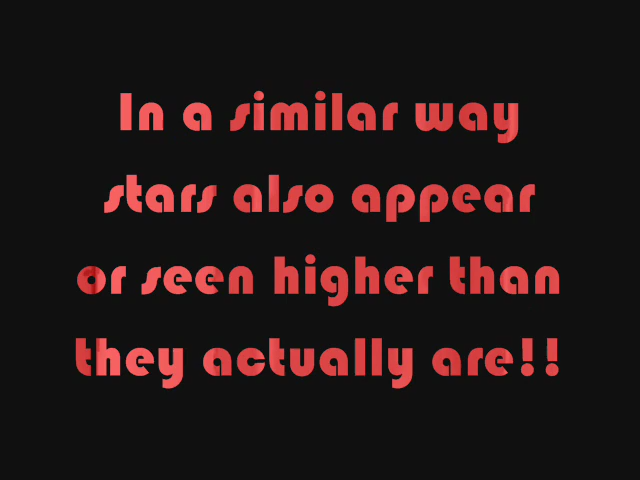 In a similar way
stars also appear
or seen higher than
they actually are!!